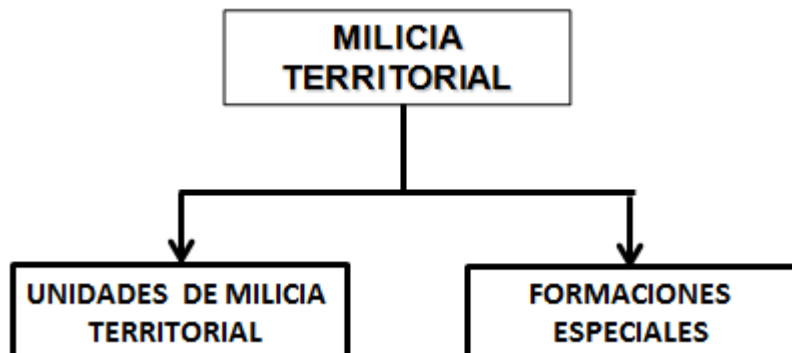 MILICIA
TERRITORIAL
UNIDADES DE MILICIA
TERRITORIAL
FORMACIONES
ESPECIALES